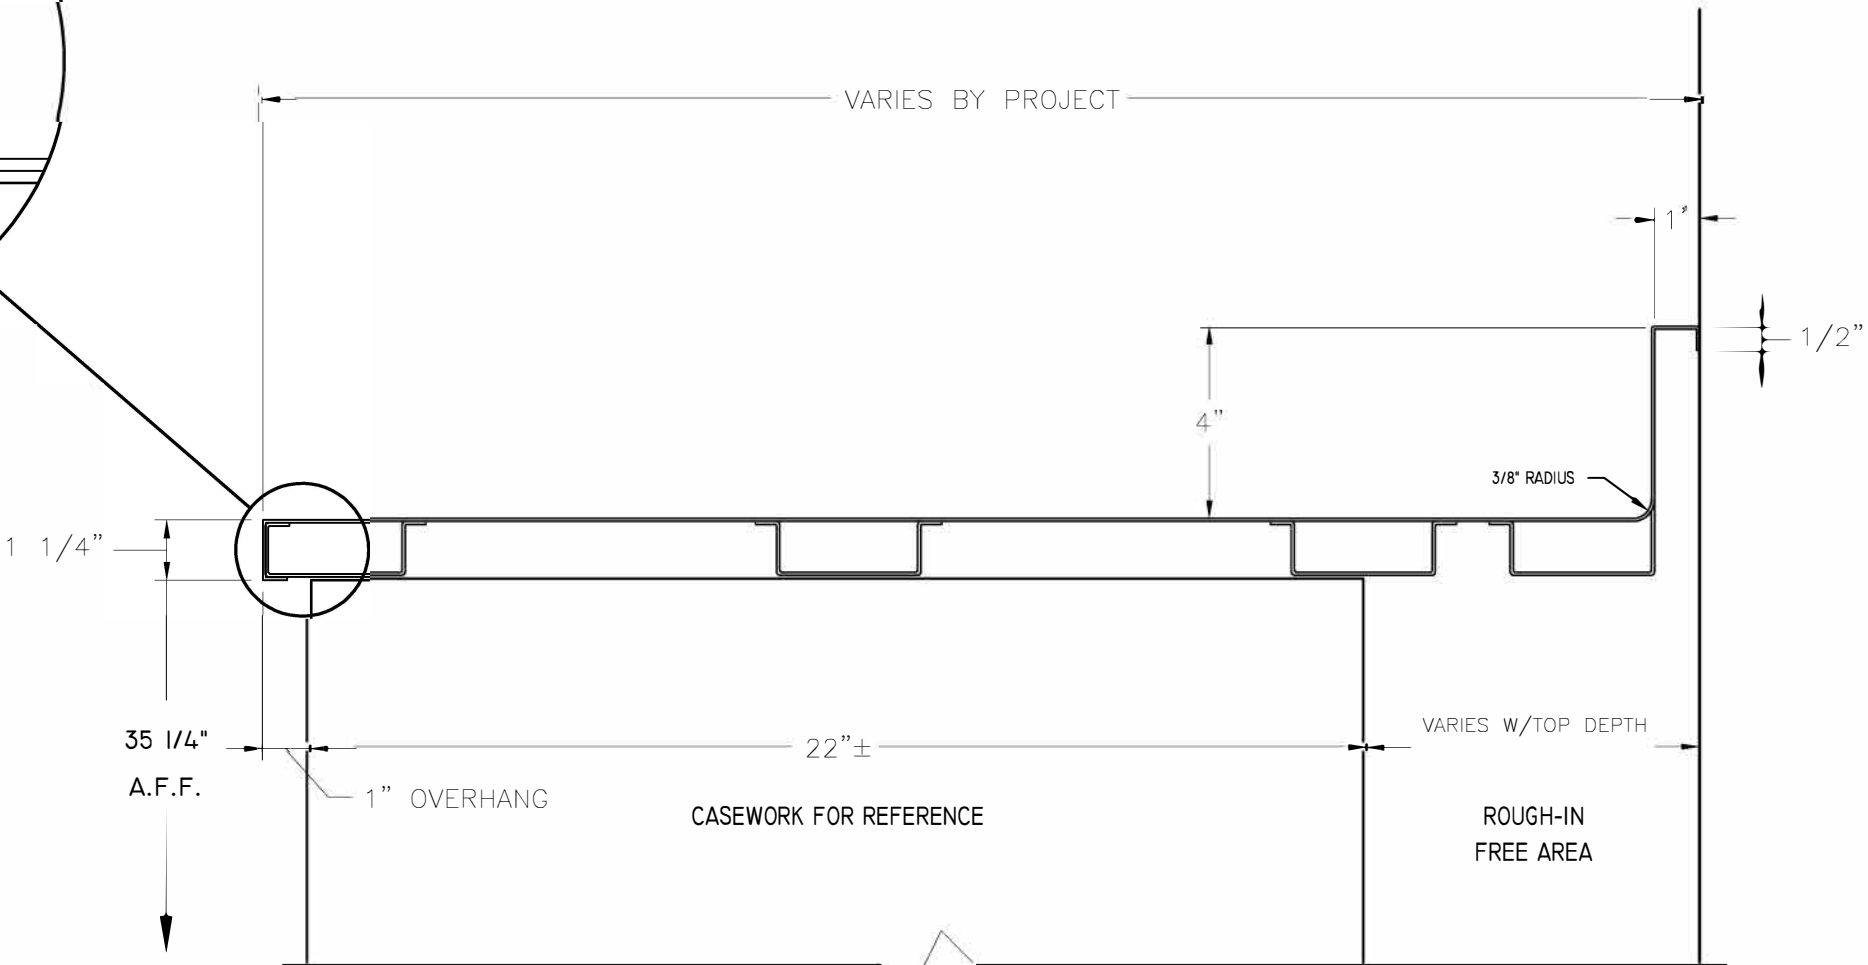 VARIES BY PROJECT
1"
1/2"
4"
3/8" RADIUS
1 1/4"
35 1/4"
A.F.F.
22"±
VARIES W/TOP DEPTH
1" OVERHANG
CASEWORK FOR REFERENCE
ROUGH-IN
FREE AREA